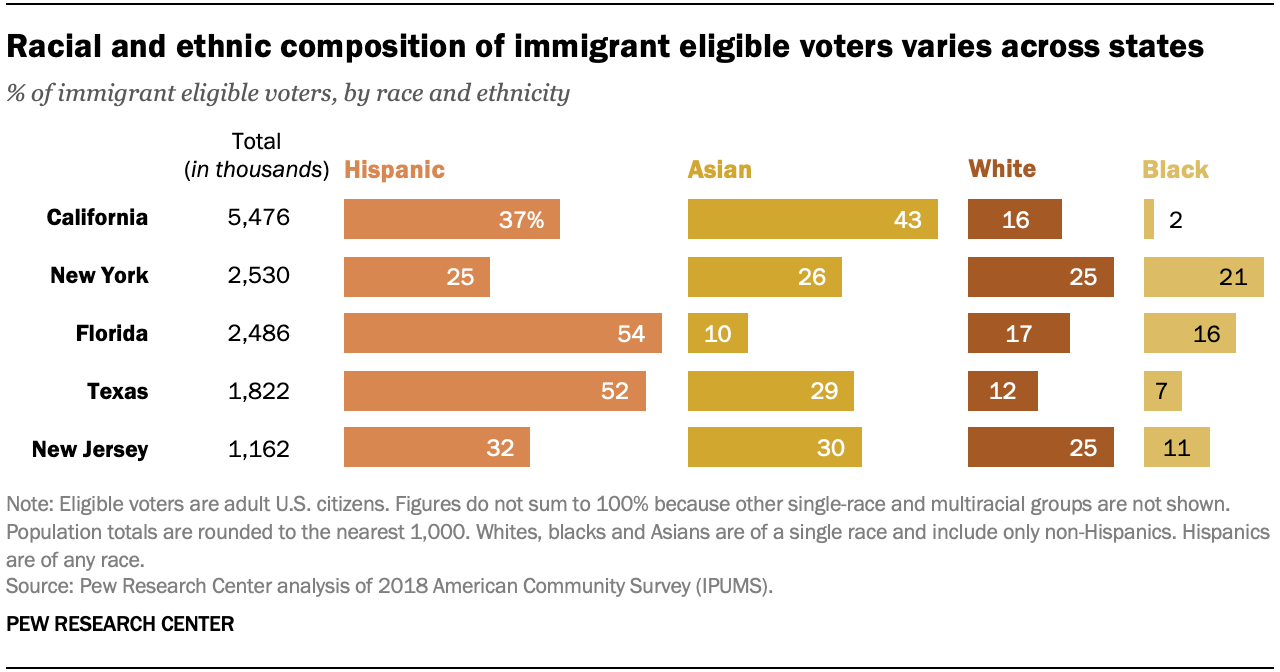 Racial and ethnic composition of immigrant eligible voters varies across states
% of immigrant eligible voters, by race and ethnicity
Total
(in thousands) Hispanic Asian White Black
California 5,476 37% 43 16 2
New York 2,530 25 26 25 21
Florida 2,486 54 10 17 16
Texas 1,822 52 29 12 7
New Jersey 1,162 32 30 25 11
Note: Eligible voters are adult U.S. citizens. Figures do not sum to 100% because other single-race and multiracial groups are not shown.
Population totals are rounded to the nearest 1,000. Whites, blacks and Asians are of a single race and include only non-Hispanics. Hispanics
are of any race.
Source: Pew Research Center analysis of 2018 American Community Survey (IPUMS).
PEW RESEARCH CENTER